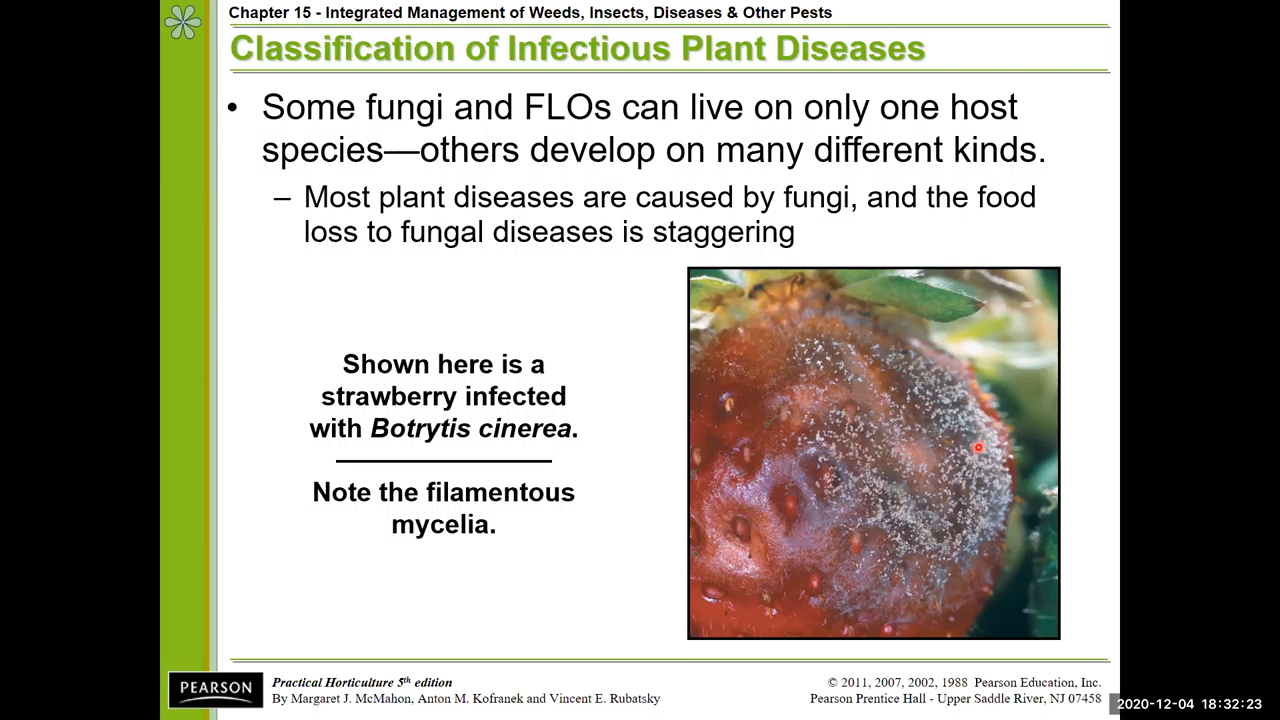 Chapter 15 - Integrated Management of Weeds, Insects, Diseases & Other Pests
Classification of Infectious Plant Diseases
• Some fungi and FLOs can live on only one host
species—others develop on many different kinds.
– Most plant diseases are caused by fungi, and the food
loss to fungal diseases is staggering
Shown here is a
strawberry infected
with Botrytis cinerea.
Note the filamentous
mycelia.
PEARSON
Practical Horticulture 5th edition
By Margaret J. McMahon, Anton M. Kofranek and Vincent E. Rubatsky
© 2011, 2007, 2002, 1988 Pearson Education, Inc.
Pearson Prentice Hall - Upper Saddle River, NJ 07458
2020-12-04 18:32:23